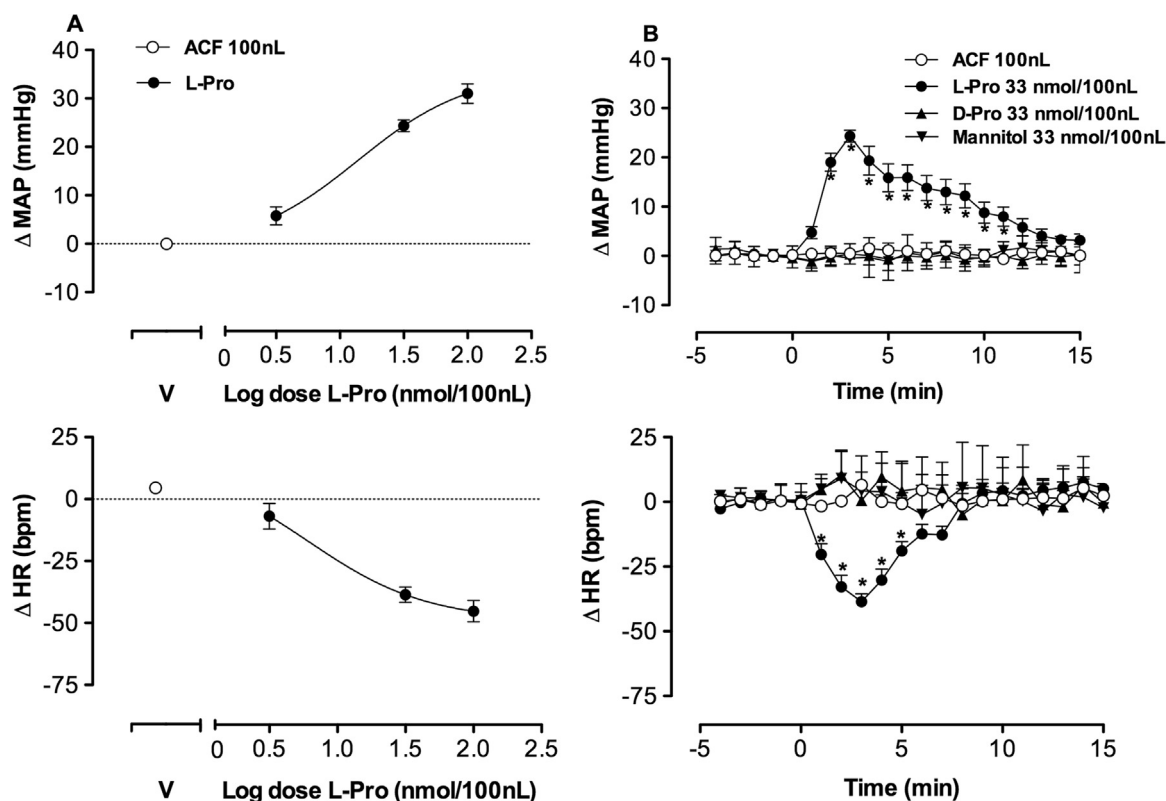 A
ACF 100nL
L-Pro
Δ MAP (mmHg)
40
30
20
10
0
-10
0 0.5 1.0 1.5 2.0 2.5
V Log dose L-Pro (nmol/100nL)
B
ACF 100nL
L-Pro 33 nmol/100nL
D-Pro 33 nmol/100nL
Mannitol 33 nmol/100nL
Δ MAP (mmHg)
40
30
20
10
0
-10
* * * * * * * * * *
-5 0 5 10 15
Time (min)
Δ HR (bpm)
25
0
-25
-50
-75
0 0.5 1.0 1.5 2.0 2.5
V Log dose L-Pro (nmol/100nL)
Δ HR (bpm)
25
0
-25
-50
-75
* * * * *
-5 0 5 10 15
Time (min)